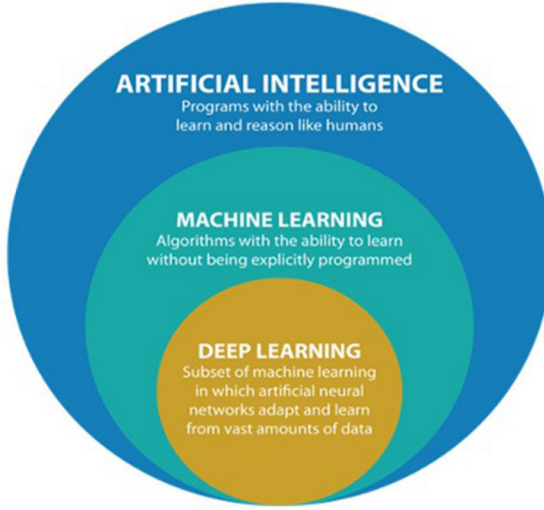 ARTIFICIAL INTELLIGENCE
Programs with the ability to
learn and reason like humans
MACHINE LEARNING
Algorithms with the ability to learn
without being explicitly programmed
DEEP LEARNING
Subset of machine learning
in which artificial neural
networks adapt and learn
from vast amounts of data